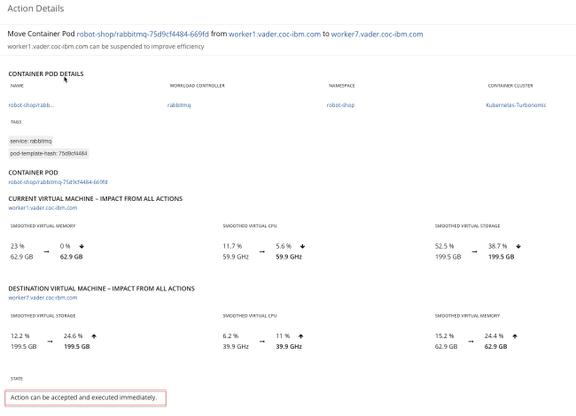 Action Details
Move Container Pod robot-shop/rabbitmq-75d9cf4484-669fd from worker1.vader.coc-ibm.com to worker7.vader.coc-ibm.com
worker1.vader.coc-ibm.com can be suspended to improve efficiency
CONTAINER POD DETAILS
NAME WORKLOAD CONTROLLER NAMESPACE CONTAINER CLUSTER
robot-shop/rabb... rabbitmq robot-shop Kubernetes-Turbonomic
TAGS
service: rabbitmq
pod-template-hash: 75d9cf4484
CONTAINER POD
robot-shop/rabbitmq-75d9cf4484-669fd
CURRENT VIRTUAL MACHINE – IMPACT FROM ALL ACTIONS
worker1.vader.coc-ibm.com
SMOOTHED VIRTUAL MEMORY SMOOTHED VIRTUAL CPU SMOOTHED VIRTUAL STORAGE
23 % → 0 % ↓ 11.7 % → 5.6 % ↓ 52.5 % → 38.7 % ↓
62.9 GB 62.9 GB 59.9 GHz 59.9 GHz 199.5 GB 199.5 GB
DESTINATION VIRTUAL MACHINE – IMPACT FROM ALL ACTIONS
worker7.vader.coc-ibm.com
SMOOTHED VIRTUAL STORAGE SMOOTHED VIRTUAL CPU SMOOTHED VIRTUAL MEMORY
12.2 % → 24.6 % ↑ 6.2 % → 11 % ↑ 15.2 % → 24.4 % ↑
199.5 GB 199.5 GB 39.9 GHz 39.9 GHz 62.9 GB 62.9 GB
STATE
Action can be accepted and executed immediately.